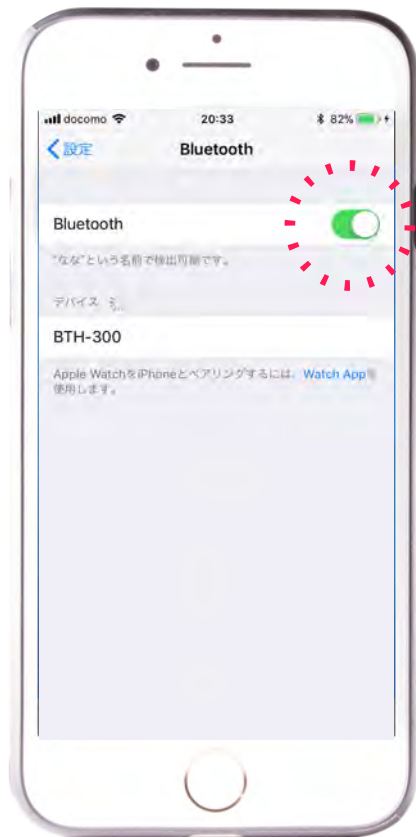 docomo 20:33 82%
設定 Bluetooth
Bluetooth
"なな"という名前で検出可能です。
デバイス
BTH-300
Apple WatchをiPhoneとペアリングするには、Watch Appを
使用します。